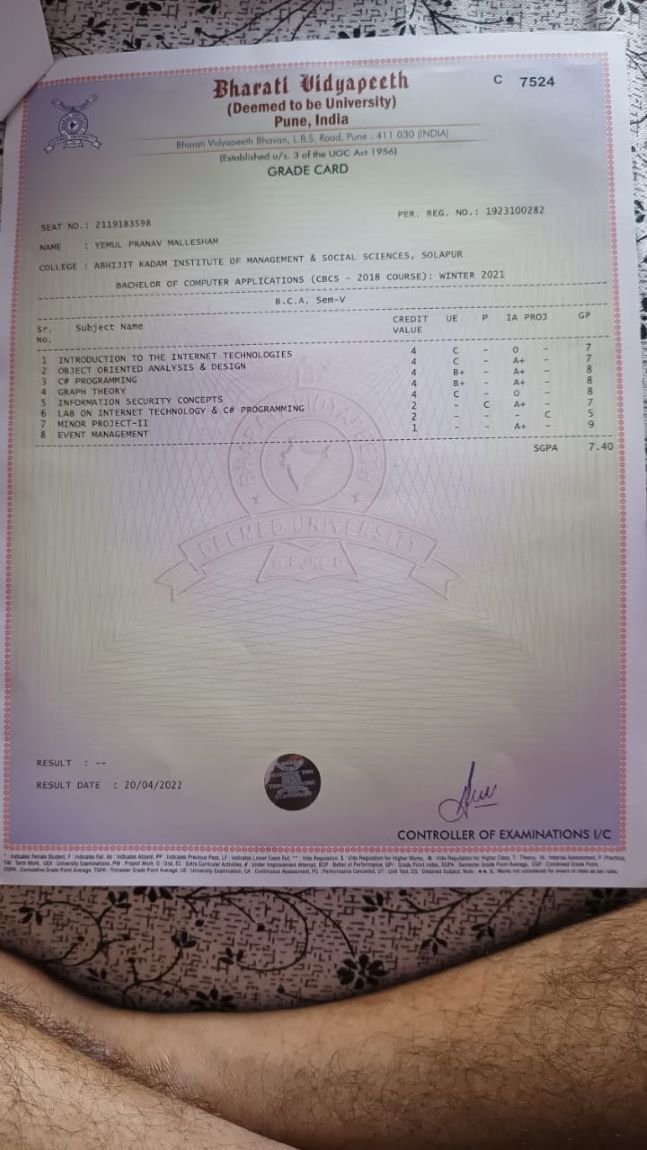 Bharati Vidyapeeth
C 7524
(Deemed to be University)
Pune, India
Bharati Vidyapeeth Bhavan, L.B.S. Road, Pune : 411 030 (INDIA)
(Established u/s. 3 of the UGC Act 1956)
GRADE CARD
SEAT NO.: 2119183598 PER. REG. NO.: 1923100282
NAME : YEMUL PRANAV MALLESHAM
COLLEGE : ABHIJIT KADAM INSTITUTE OF MANAGEMENT & SOCIAL SCIENCES, SOLAPUR
BACHELOR OF COMPUTER APPLICATIONS (CBCS - 2018 COURSE): WINTER 2021
B.C.A. Sem-V
Sr. No. Subject Name CREDIT VALUE UE P IA PROJ GP
1 INTRODUCTION TO THE INTERNET TECHNOLOGIES 4 C - O - 7
2 OBJECT ORIENTED ANALYSIS & DESIGN 4 C - A+ - 7
3 C# PROGRAMMING 4 B+ - A+ - 8
4 GRAPH THEORY 4 B+ - A+ - 8
5 INFORMATION SECURITY CONCEPTS 4 C - O - 8
6 LAB ON INTERNET TECHNOLOGY & C# PROGRAMMING 2 - C A+ - 7
7 MINOR PROJECT-II 2 - - - C 5
8 EVENT MANAGEMENT 1 - - A+ - 9
SGPA 7.40
BHARATI VIDYAPEETH
DEEMED UNIVERSITY
PUNE
RESULT : --
RESULT DATE : 20/04/2022
CONTROLLER OF EXAMINATIONS I/C